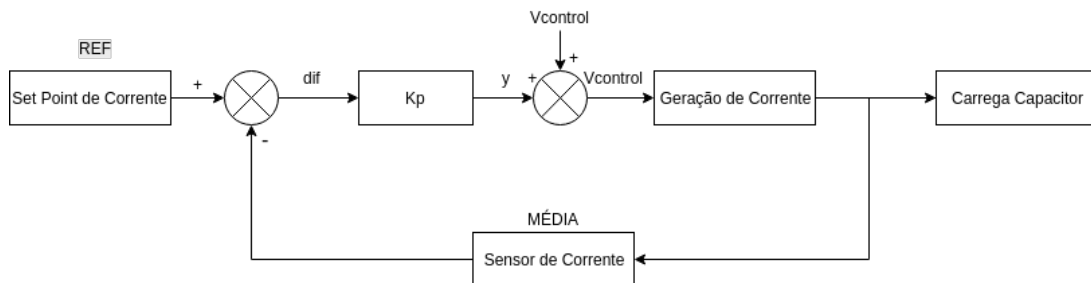 Vcontrol
REF
+
dif
y
+
+
Vcontrol
Set Point de Corrente
Kp
Geração de Corrente
Carrega Capacitor
-
MÉDIA
Sensor de Corrente